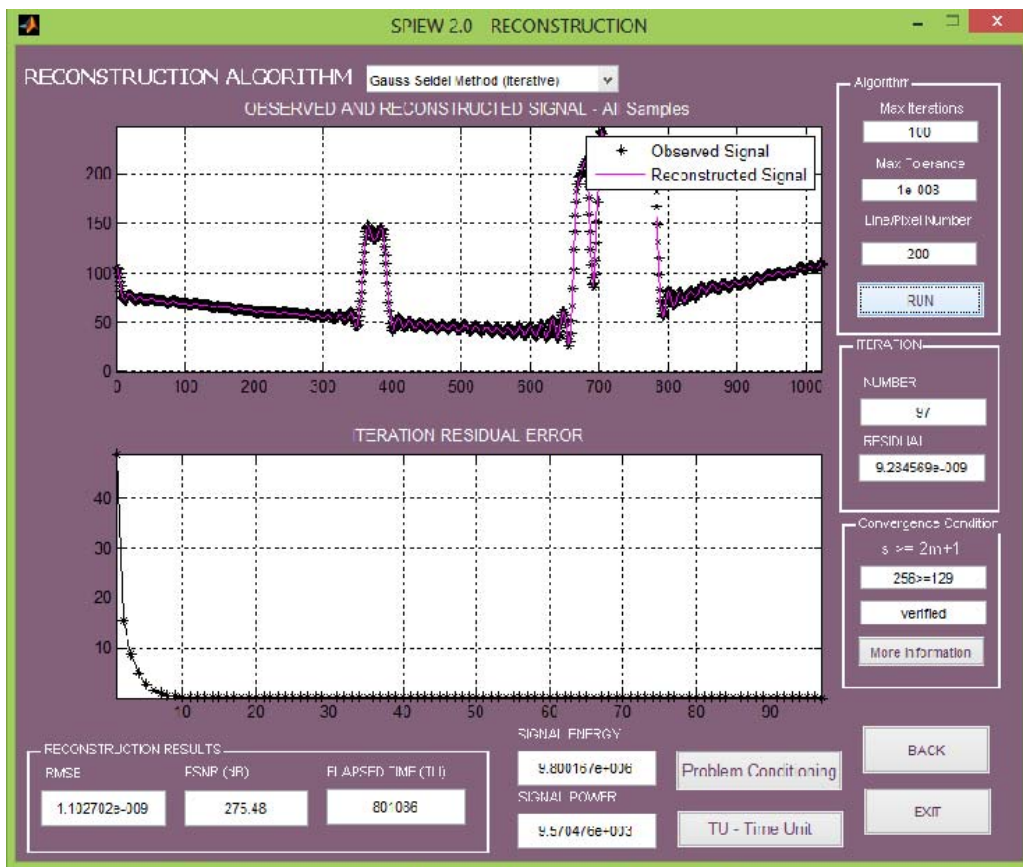 SPIEW 2.0 RECONSTRUCTION
RECONSTRUCTION ALGORITHM
Gauss Seidel Method (Iterative)
OBSERVED AND RECONSTRUCTED SIGNAL - All Samples
Observed Signal
Reconstructed Signal
200
150
100
50
0
0 100 200 300 400 500 600 700 800 900 1000
ITERATION RESIDUAL ERROR
40
30
20
10
10 20 30 40 50 60 70 80 90
Algorithm
Max Iterations
100
Max Tolerance
1e-008
Line/Pixel Number
200
RUN
ITERATION
NUMBER
97
RESIDUAL
Convergence Condition
s >= 2m+1
256>=129
verified
More Information
RECONSTRUCTION RESULTS
RMSE
1.102702e-009
PSNR (dB)
275.48
ELAPSED TIME (TU)
SIGNAL ENERGY
9.800167e+006
SIGNAL POWER
9.570476e+003
Problem Conditioning
TU - Time Unit
BACK
EXIT